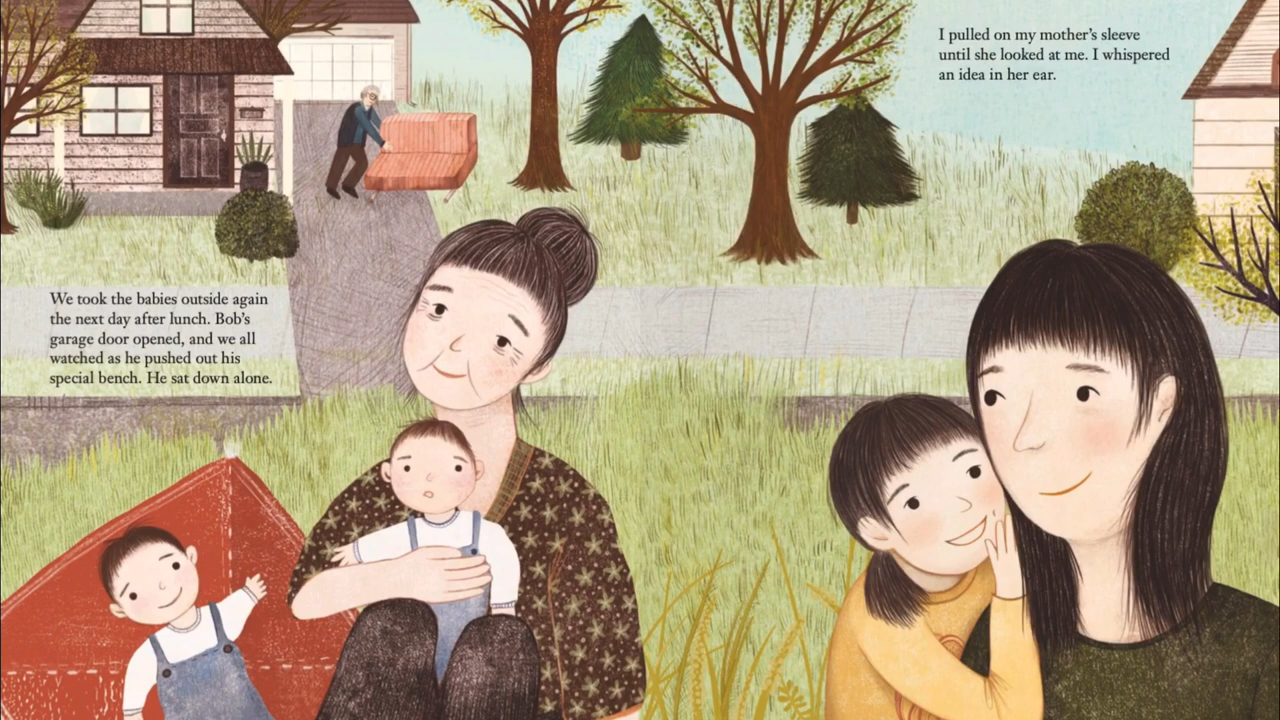 We took the babies outside again
the next day after lunch. Bob’s
garage door opened, and we all
watched as he pushed out his
special bench. He sat down alone.
I pulled on my mother’s sleeve
until she looked at me. I whispered
an idea in her ear.